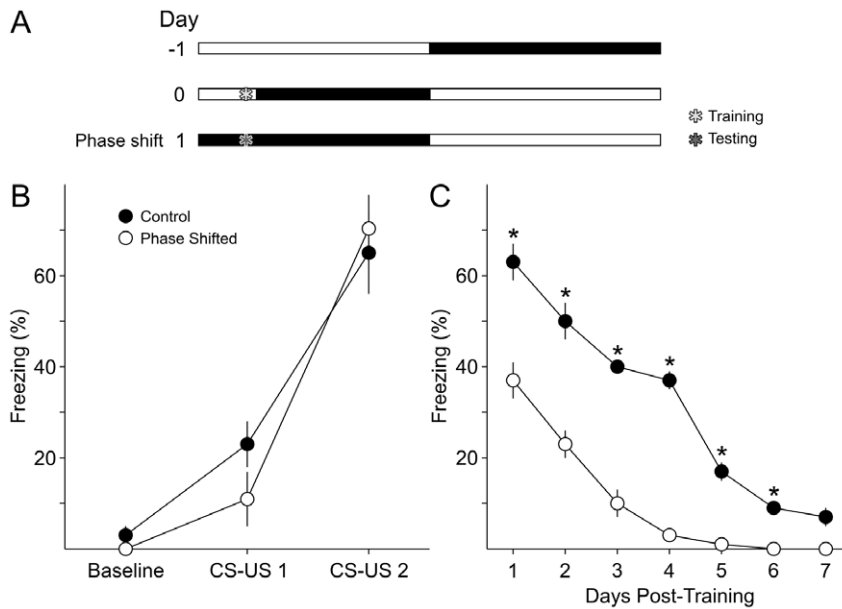 A
Day
-1
0
Phase shift 1
Training
Testing
B
Control
Phase Shifted
Freezing (%)
60
40
20
Baseline
CS-US 1
CS-US 2
C
Freezing (%)
60
40
20
*
*
*
*
*
*
1 2 3 4 5 6 7
Days Post-Training